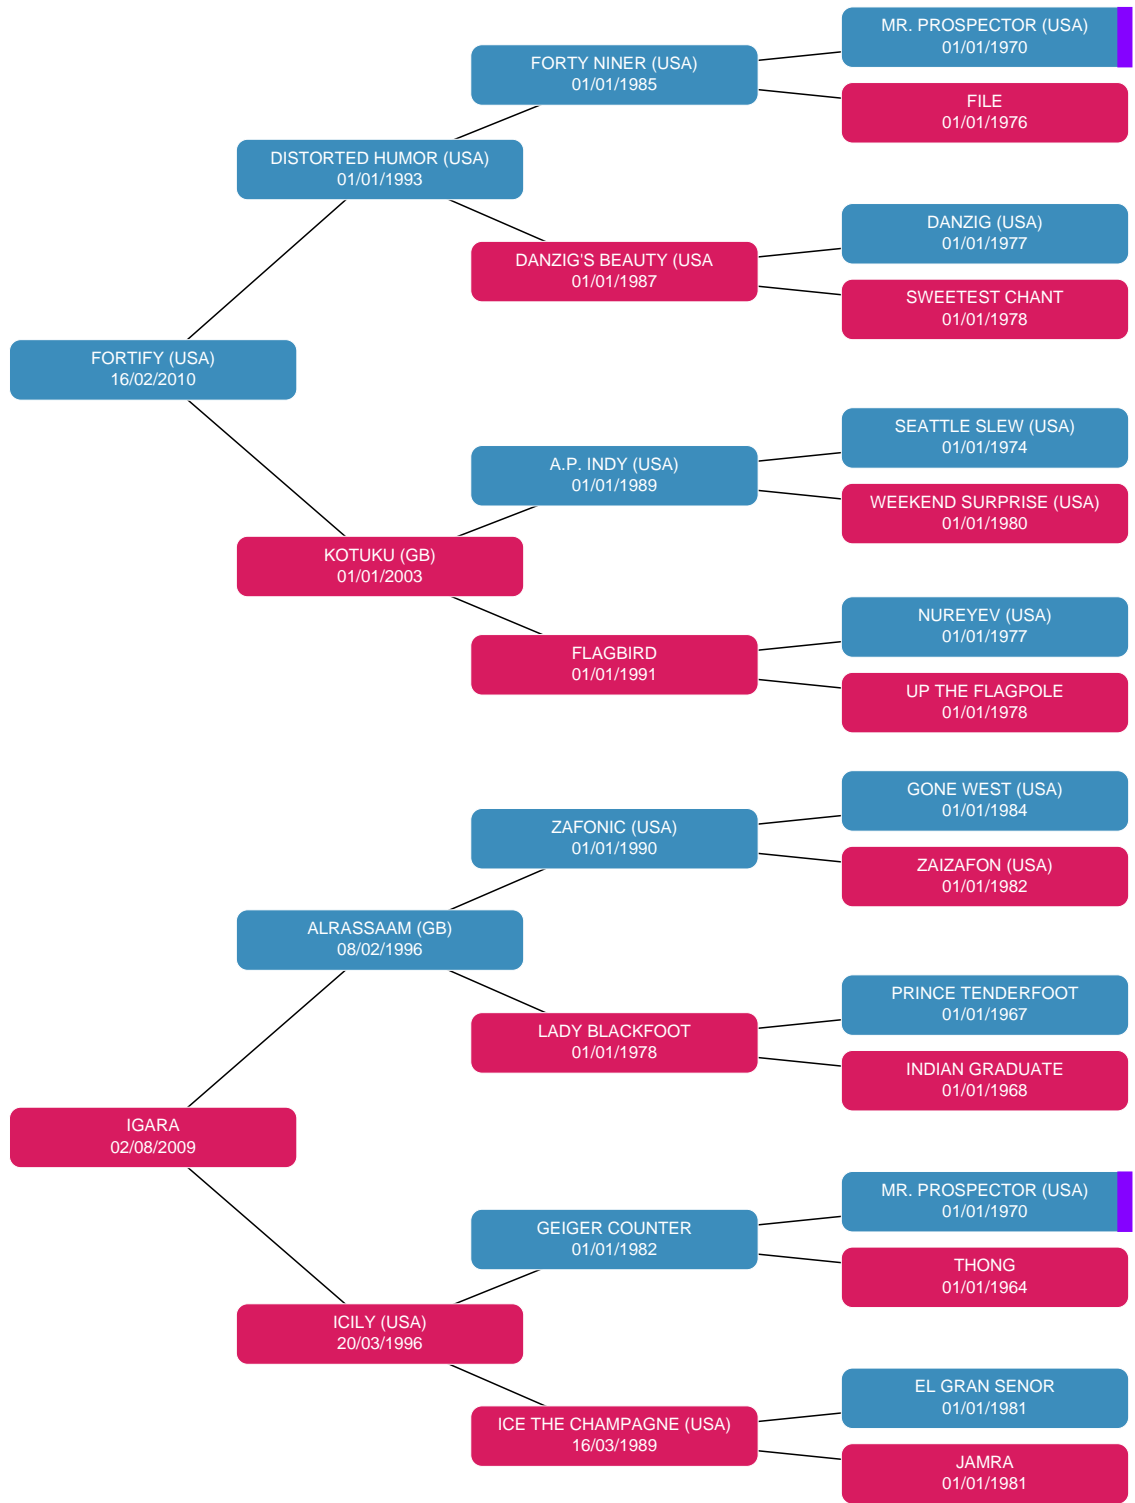 MR. PROSPECTOR (USA)
01/01/1970
FORTY NINER (USA)
01/01/1985
FILE
01/01/1976
DISTORTED HUMOR (USA)
01/01/1993
DANZIG (USA)
01/01/1977
DANZIG'S BEAUTY (USA
01/01/1987
SWEETEST CHANT
01/01/1978
FORTIFY (USA)
16/02/2010
SEATTLE SLEW (USA)
01/01/1974
A.P. INDY (USA)
01/01/1989
WEEKEND SURPRISE (USA)
01/01/1980
KOTUKU (GB)
01/01/2003
NUREYEV (USA)
01/01/1977
FLAGBIRD
01/01/1991
UP THE FLAGPOLE
01/01/1978
GONE WEST (USA)
01/01/1984
ZAFONIC (USA)
01/01/1990
ZAIZAFON (USA)
01/01/1982
ALRASSAAM (GB)
08/02/1996
PRINCE TENDERFOOT
01/01/1967
LADY BLACKFOOT
01/01/1978
INDIAN GRADUATE
01/01/1968
IGARA
02/08/2009
MR. PROSPECTOR (USA)
01/01/1970
GEIGER COUNTER
01/01/1982
THONG
01/01/1964
ICILY (USA)
20/03/1996
EL GRAN SENOR
01/01/1981
ICE THE CHAMPAGNE (USA)
16/03/1989
JAMRA
01/01/1981